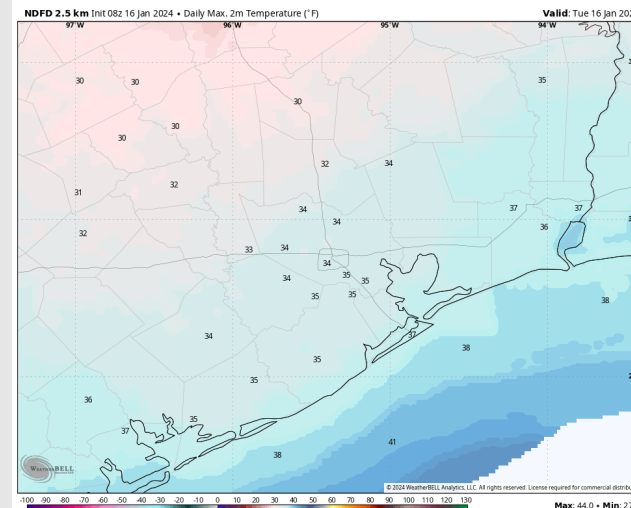 NDFD 2.5 km Init 08z 16 Jan 2024 • Daily Max. 2m Temperature (°F)
Valid: Tue 16 Jan 202
97°W 96°W 95°W 94°W
30 30 35
30
30
30
32 34
32
31
34 37 37
34 36
32
33 34
34
34 35 35
35 35
38
37
34
38
35
35
36
35
37
41
38
WEATHERBELL
© 2024 WeatherBELL Analytics, LLC. All rights reserved. License required for commercial distribu
-100 -90 -80 -70 -60 -50 -40 -30 -20 -10 0 10 20 30 40 50 60 70 80 90 100 110 120 130
Max: 44.0 • Min: 27